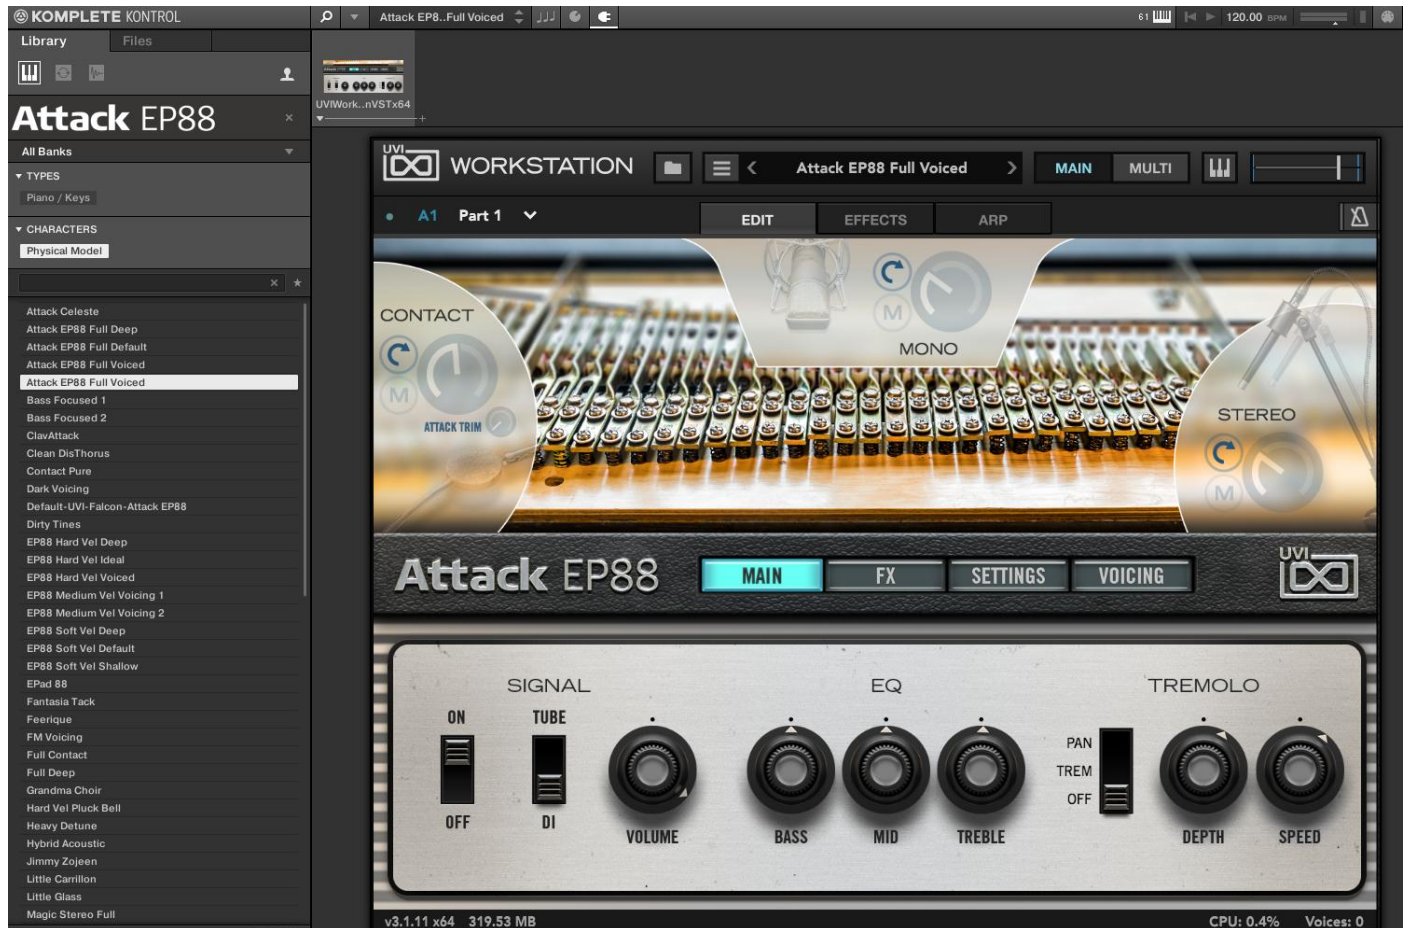 KOMPLETE KONTROL
Attack EP8..Full Voiced
61
120.00 BPM
Library
Files
UVIWork..nVSTx64
Attack EP88
All Banks
TYPES
Piano / Keys
CHARACTERS
Physical Model
Attack Celeste
Attack EP88 Full Deep
Attack EP88 Full Default
Attack EP88 Full Voiced
Attack EP88 Full Voiced
Bass Focused 1
Bass Focused 2
ClavAttack
Clean DisThorus
Contact Pure
Dark Voicing
Default-UVI-Falcon-Attack EP88
Dirty Tines
EP88 Hard Vel Deep
EP88 Hard Vel Ideal
EP88 Hard Vel Voiced
EP88 Medium Vel Voicing 1
EP88 Medium Vel Voicing 2
EP88 Soft Vel Deep
EP88 Soft Vel Default
EP88 Soft Vel Shallow
EPad 88
Fantasia Tack
Feerique
FM Voicing
Full Contact
Full Deep
Grandma Choir
Hard Vel Pluck Bell
Heavy Detune
Hybrid Acoustic
Jimmy Zojeen
Little Carrillon
Little Glass
Magic Stereo Full
UVI WORKSTATION
Attack EP88 Full Voiced
MAIN
MULTI
A1 Part 1
EDIT
EFFECTS
ARP
CONTACT
M
ATTACK TRIM
M
MONO
STEREO
M
Attack EP88
MAIN
FX
SETTINGS
VOICING
UVI
SIGNAL
EQ
TREMOLO
ON
TUBE
PAN
TREM
OFF
OFF
DI
VOLUME
BASS
MID
TREBLE
DEPTH
SPEED
v3.1.11 x64 319.53 MB
CPU: 0.4% Voices: 0